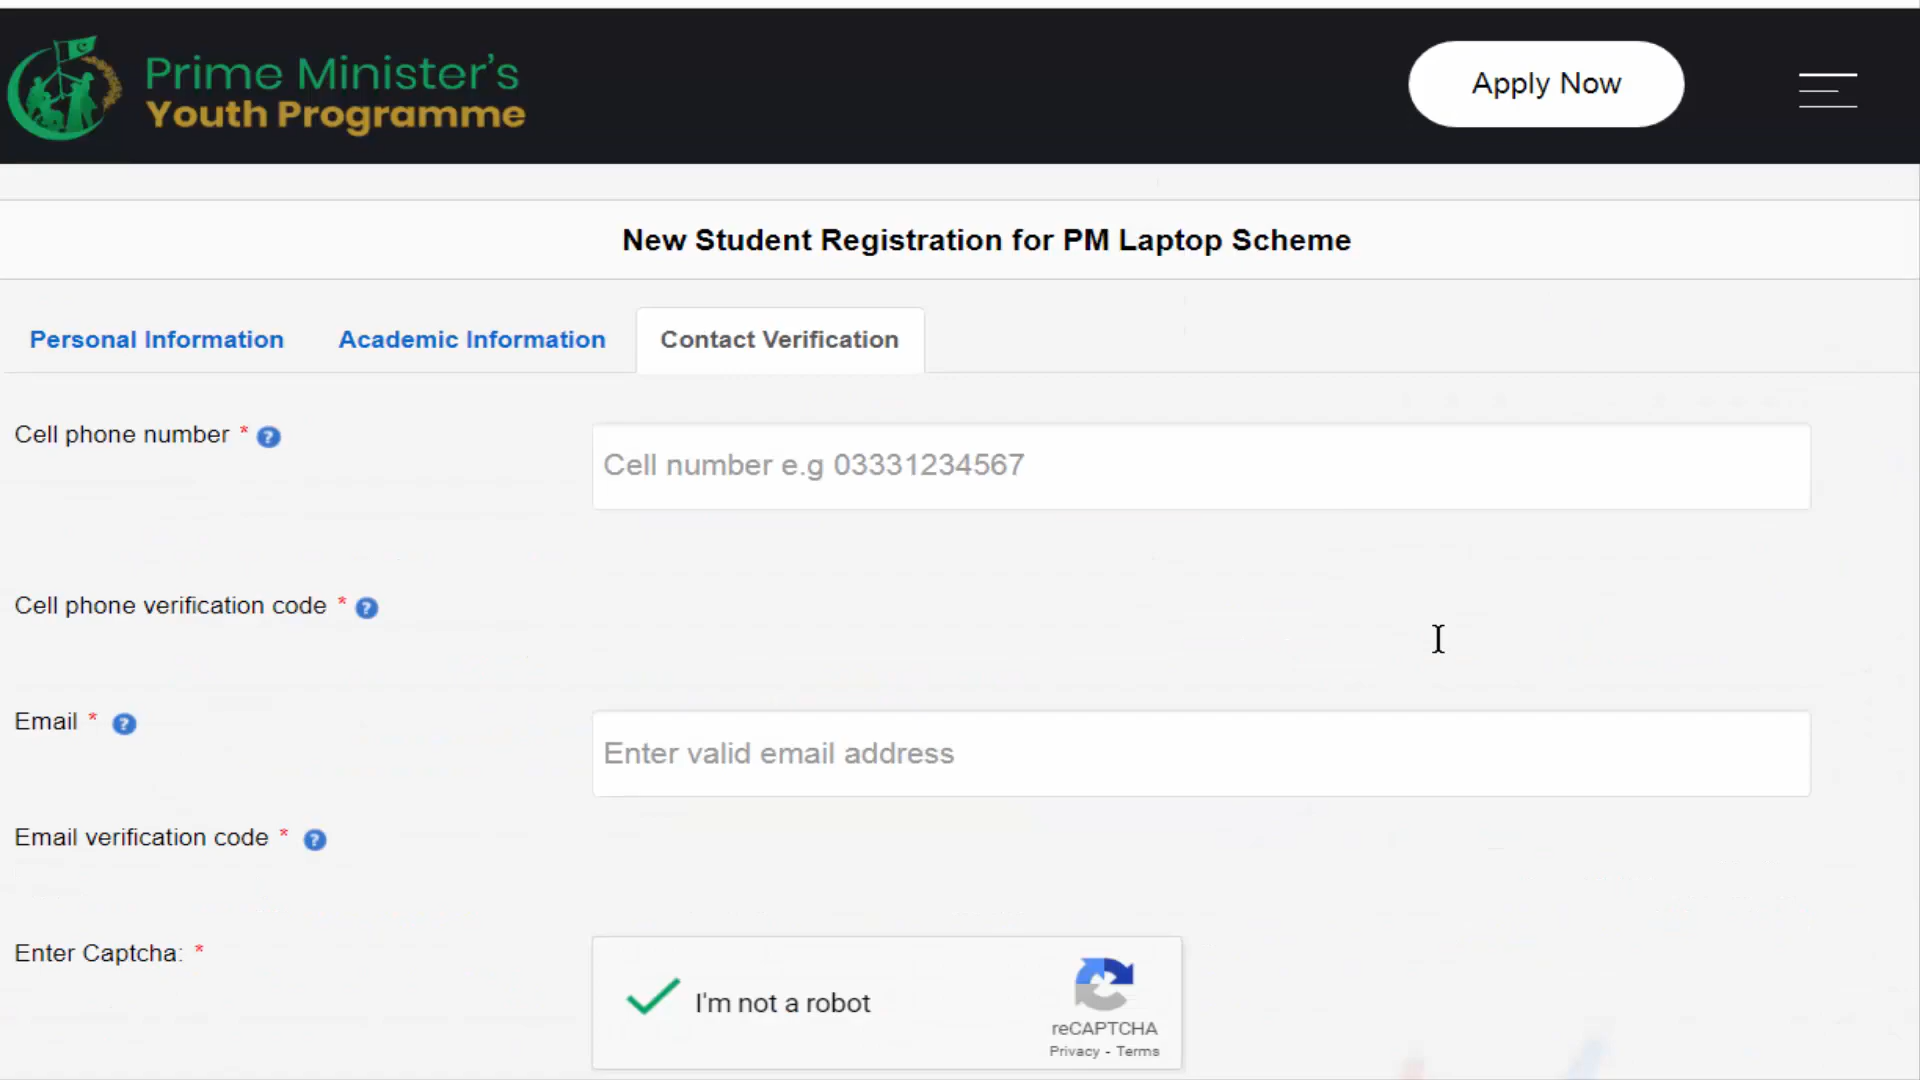 Prime Minister's
Youth Programme
Apply Now
New Student Registration for PM Laptop Scheme
Personal Information
Academic Information
Contact Verification
Cell phone number * ?
Cell number e.g 03331234567
Cell phone verification code * ?
Email * ?
Enter valid email address
Email verification code * ?
Enter Captcha: *
I'm not a robot
reCAPTCHA
Privacy - Terms